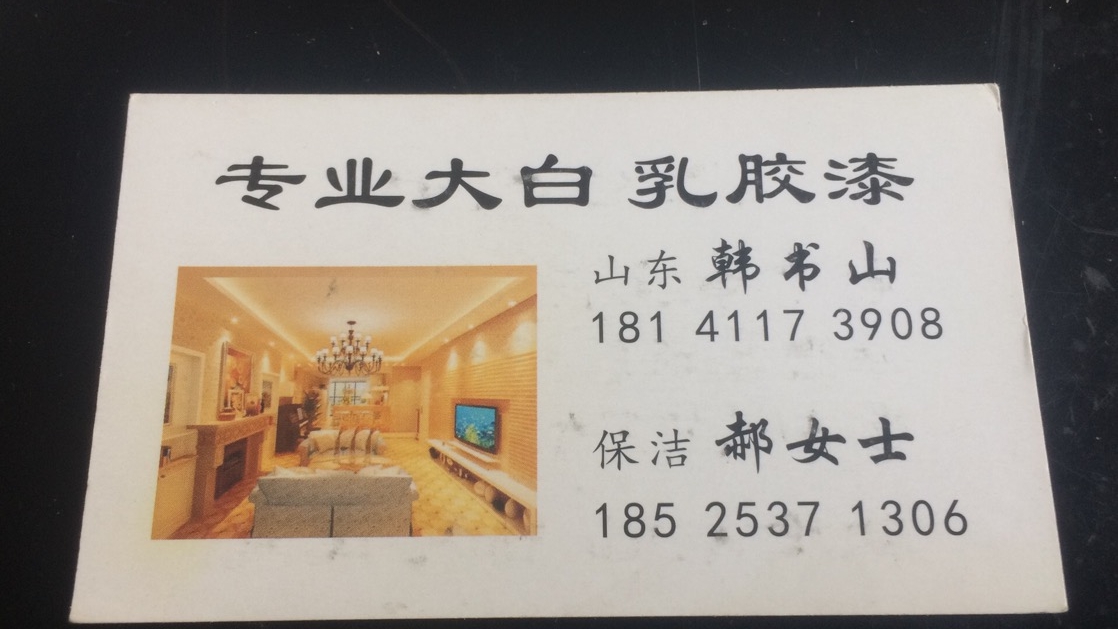 专业大白 乳胶漆
山东 韩书山
181 4117 3908
保洁 郝女士
185 2537 1306